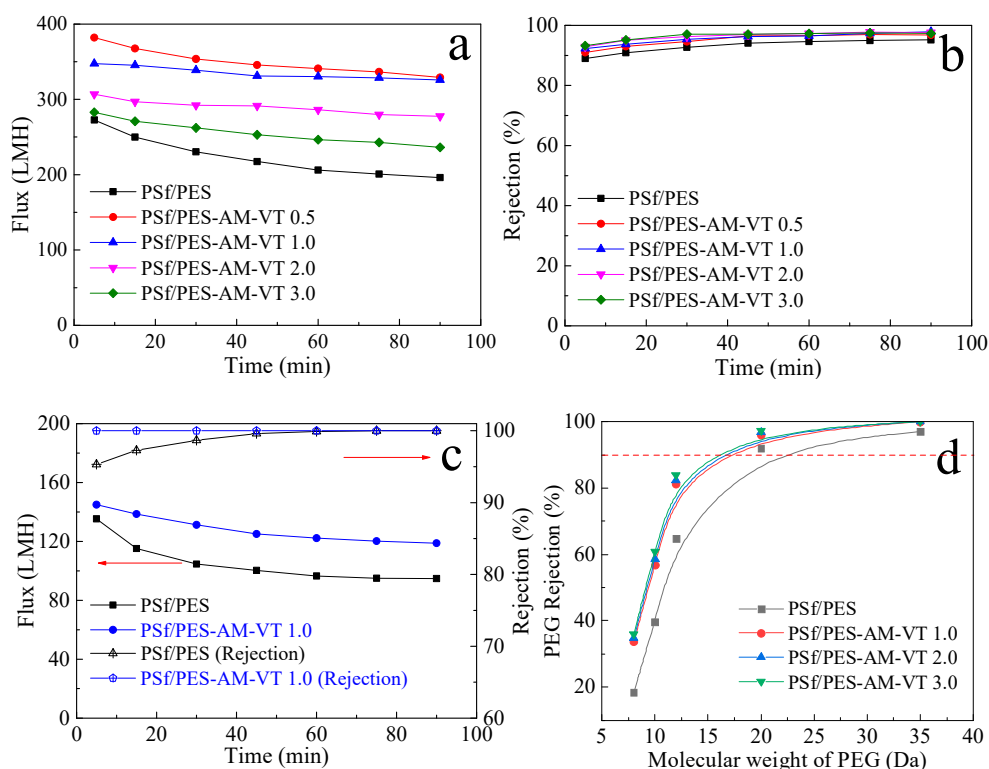 a
400
300
200
100
0
Flux (LMH)
PSf/PES
PSf/PES-AM-VT 0.5
PSf/PES-AM-VT 1.0
PSf/PES-AM-VT 2.0
PSf/PES-AM-VT 3.0
0 20 40 60 80 100
Time (min)
b
100
80
60
40
20
0
Rejection (%)
PSf/PES
PSf/PES-AM-VT 0.5
PSf/PES-AM-VT 1.0
PSf/PES-AM-VT 2.0
PSf/PES-AM-VT 3.0
0 20 40 60 80 100
Time (min)
c
200
160
120
80
40
0
Flux (LMH)
100
90
80
70
60
Rejection (%)
PSf/PES
PSf/PES-AM-VT 1.0
PSf/PES (Rejection)
PSf/PES-AM-VT 1.0 (Rejection)
0 20 40 60 80 100
Time (min)
d
100
80
60
40
20
PEG Rejection (%)
PSf/PES
PSf/PES-AM-VT 1.0
PSf/PES-AM-VT 2.0
PSf/PES-AM-VT 3.0
5 10 15 20 25 30 35 40
Molecular weight of PEG (Da)